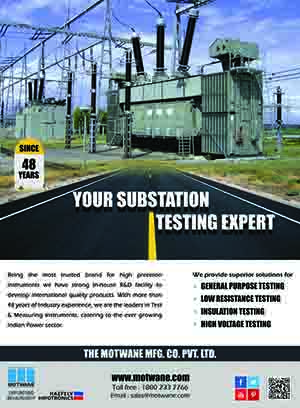 SINCE
48
YEARS
YOUR SUBSTATION
TESTING EXPERT
Being the most trusted brand for high precision
instruments we have strong in-house R&D facility to
develop international quality products. With more than
48 years of industry experience, we are the leaders in Test
& Measuring Instruments, catering to the ever growing
Indian Power sector.
We provide superior solutions for
GENERAL PURPOSE TESTING
LOW RESISTANCE TESTING
INSULATION TESTING
HIGH VOLTAGE TESTING
THE MOTWANE MFG. CO. PVT. LTD.
MOTWANE
HAEFELY
HIPOTRONICS
www.motwane.com
Toll free : 1800 233 7766
Email : sales@motwane.com
You
Tube